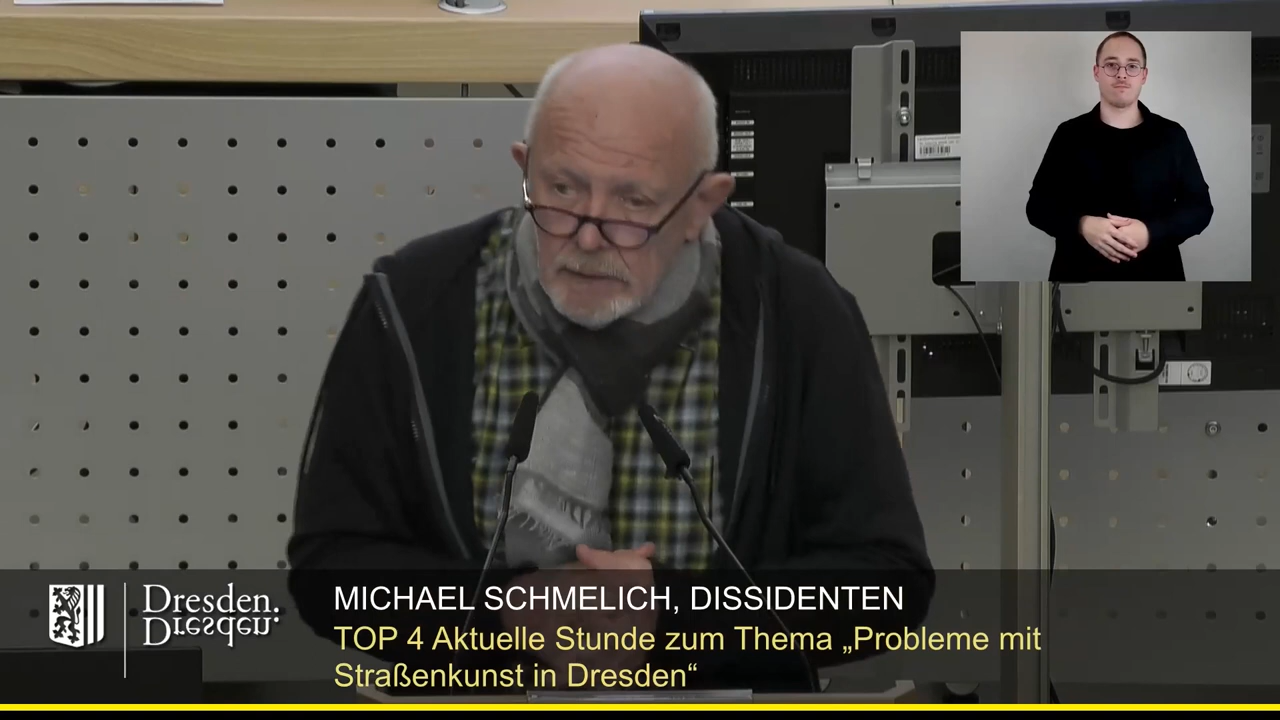 Dresden.
Dresden.
MICHAEL SCHMELICH, DISSIDENTEN
TOP 4 Aktuelle Stunde zum Thema „Probleme mit
Straßenkunst in Dresden“